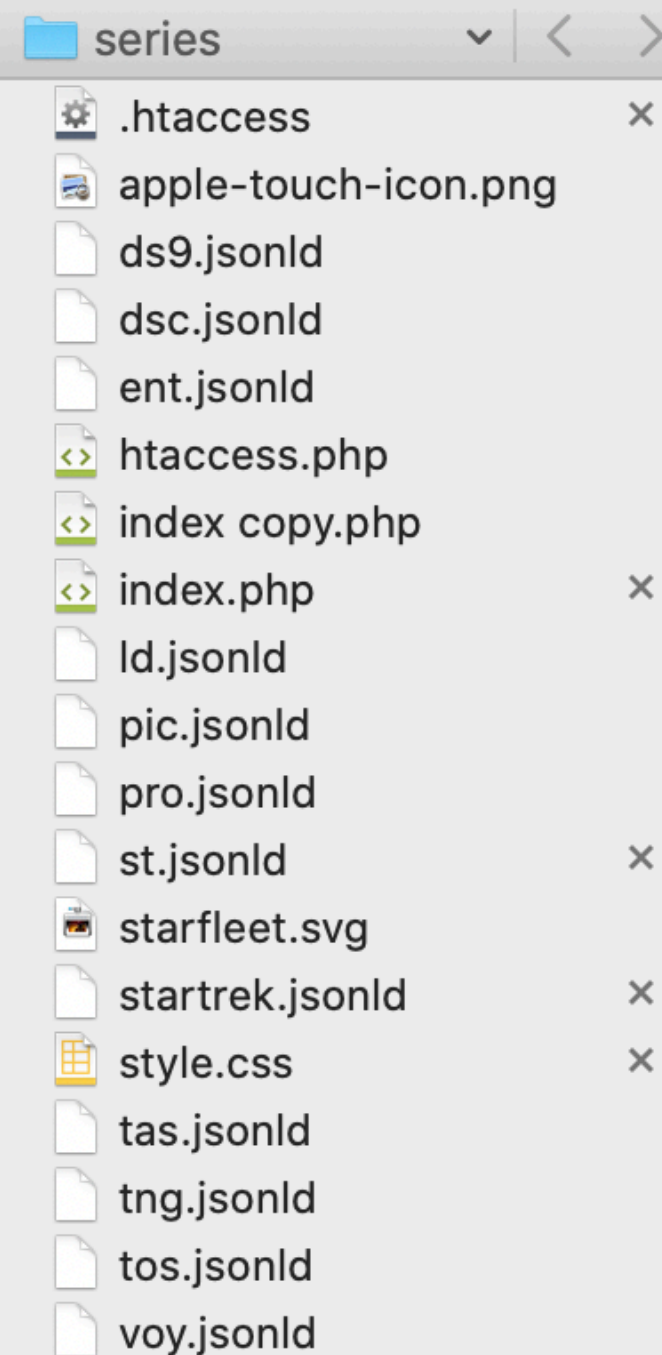 series
.htaccess
apple-touch-icon.png
ds9.jsonld
dsc.jsonld
ent.jsonld
htaccess.php
index copy.php
index.php
ld.jsonld
pic.jsonld
pro.jsonld
st.jsonld
starfleet.svg
startrek.jsonld
style.css
tas.jsonld
tng.jsonld
tos.jsonld
voy.jsonld